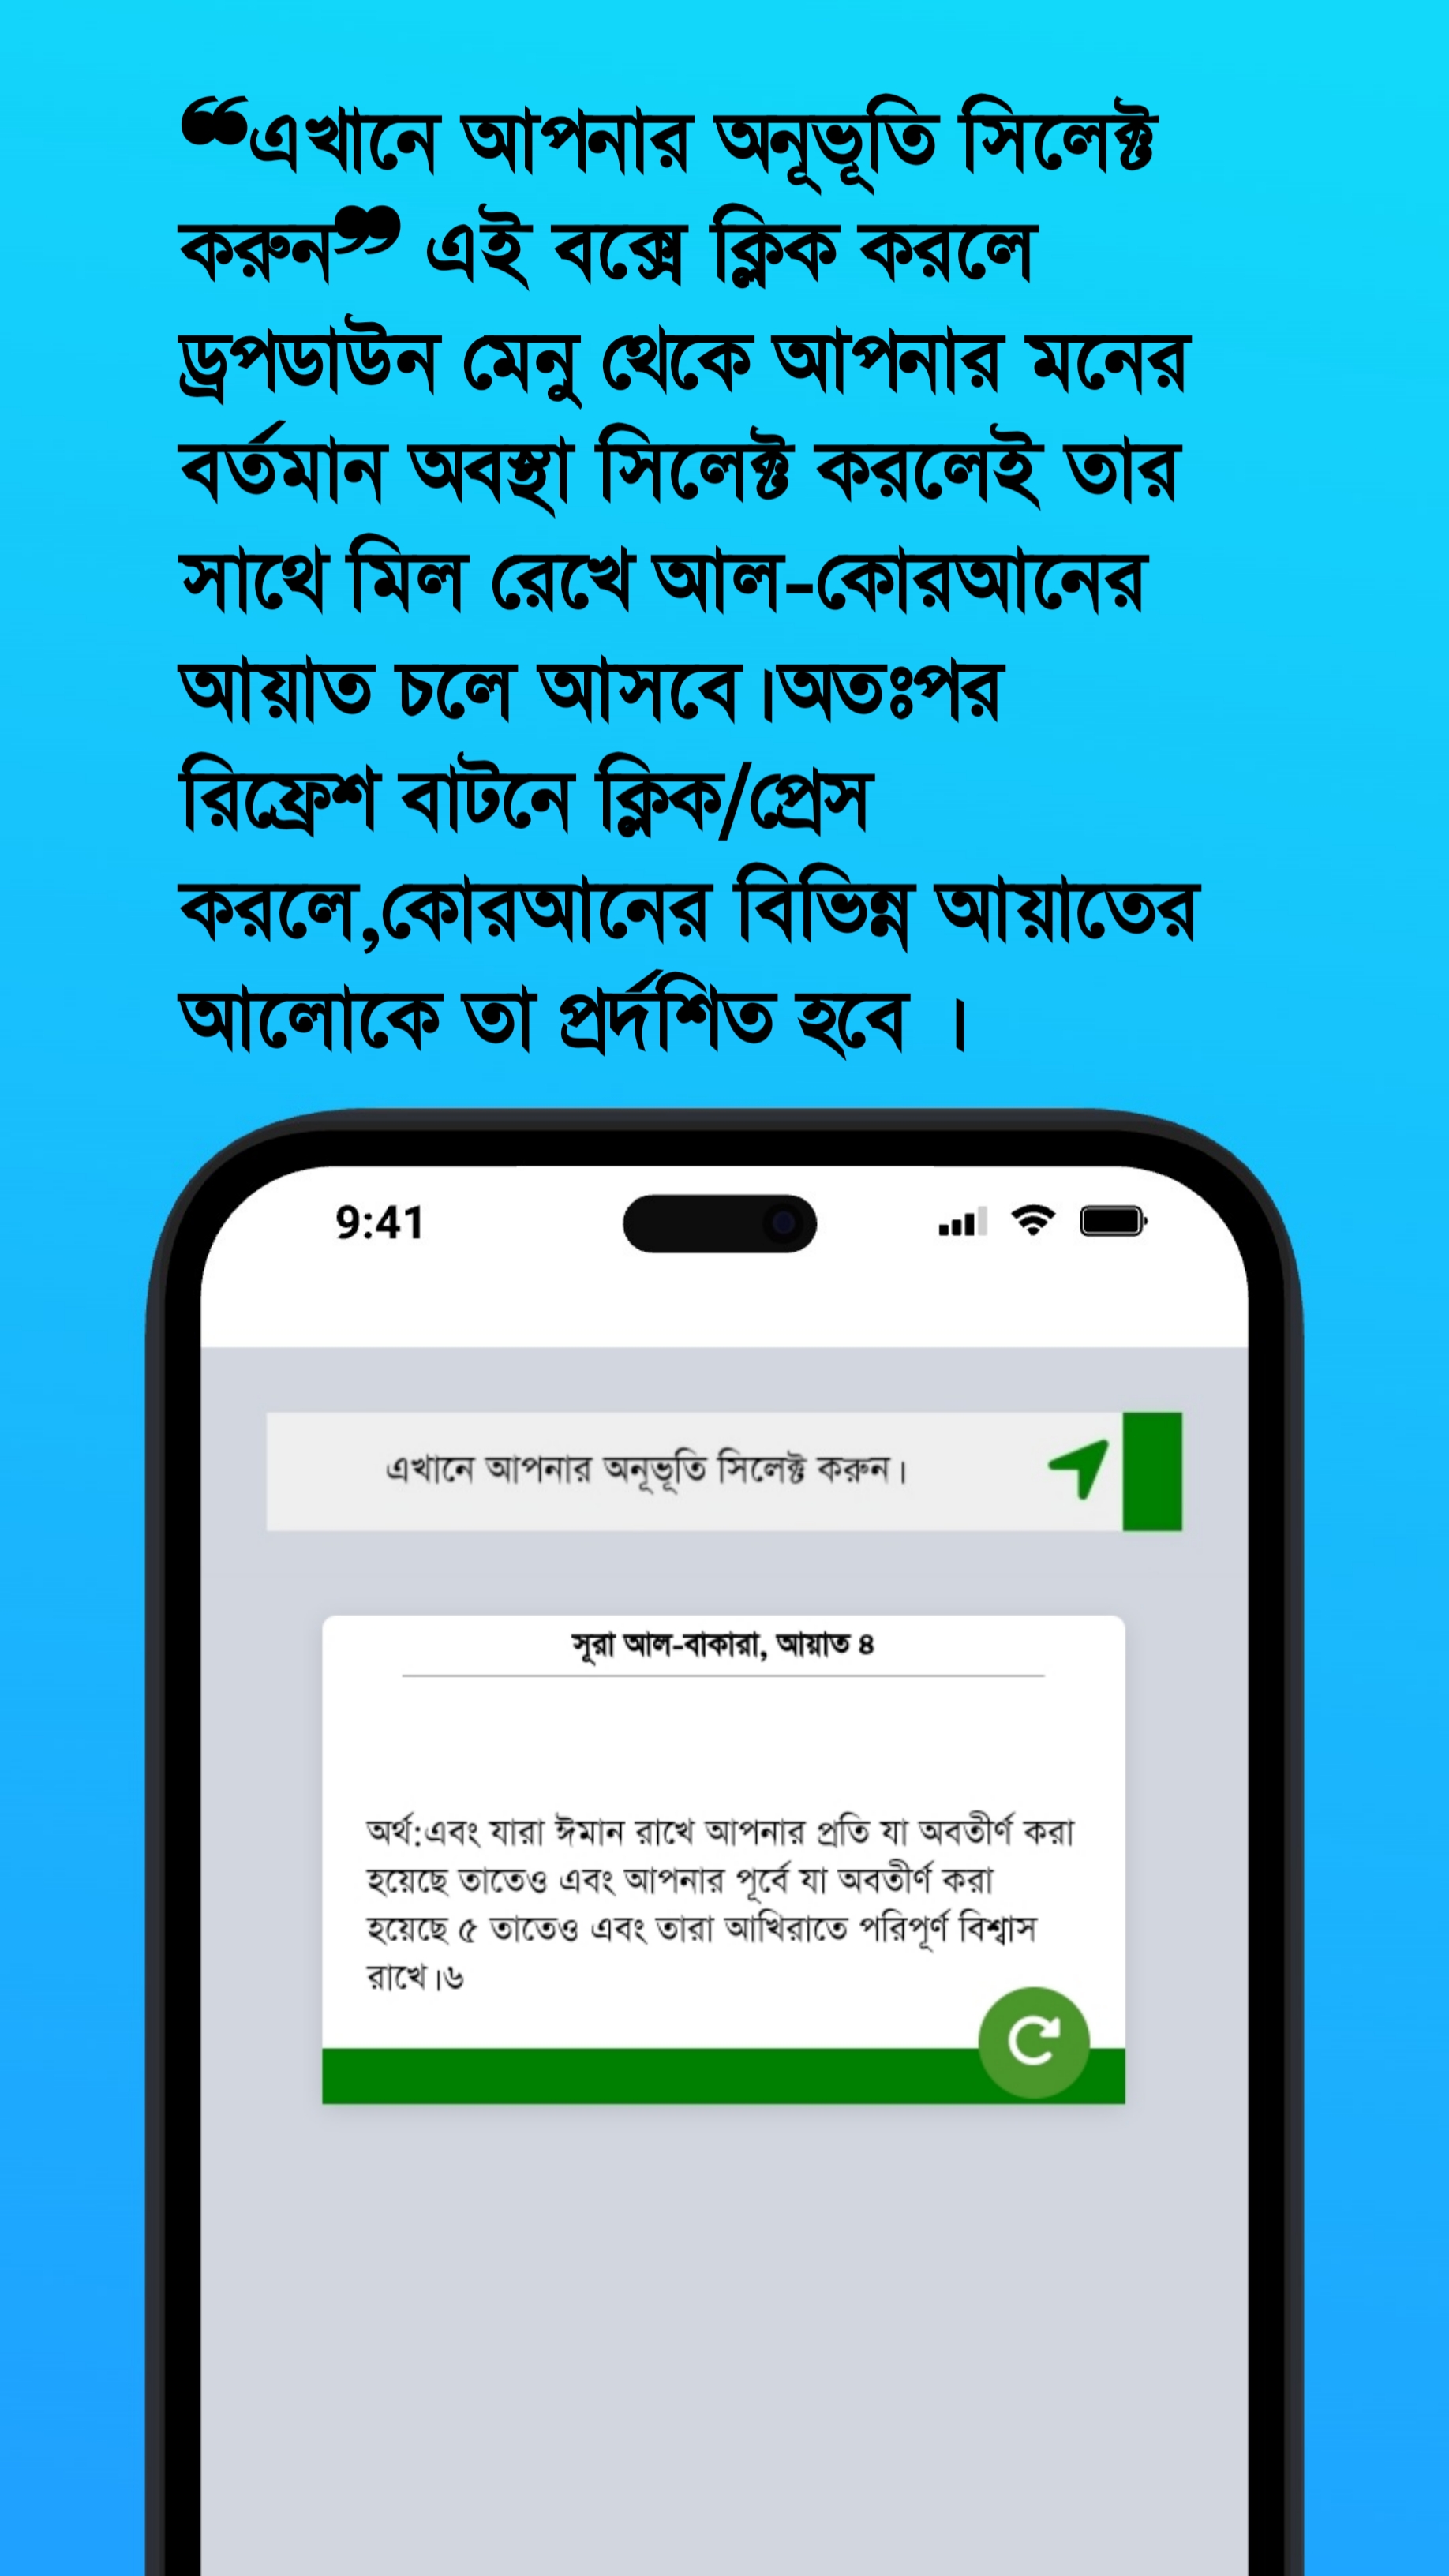 “এখানে আপনার অনূভূতি সিলেক্ট
করুন” এই বক্সে ক্লিক করলে
ড্রপডাউন মেনু থেকে আপনার মনের
বর্তমান অবস্থা সিলেক্ট করলেই তার
সাথে মিল রেখে আল-কোরআনের
আয়াত চলে আসবে।অতঃপর
রিফ্রেশ বাটনে ক্লিক/প্রেস
করলে,কোরআনের বিভিন্ন আয়াতের
আলোকে তা প্রর্দশিত হবে ।
9:41
এখানে আপনার অনূভূতি সিলেক্ট করুন।
সূরা আল-বাকারা, আয়াত ৪
অর্থ:এবং যারা ঈমান রাখে আপনার প্রতি যা অবতীর্ণ করা
হয়েছে তাতেও এবং আপনার পূর্বে যা অবতীর্ণ করা
হয়েছে ৫ তাতেও এবং তারা আখিরাতে পরিপূর্ণ বিশ্বাস
রাখে।৬